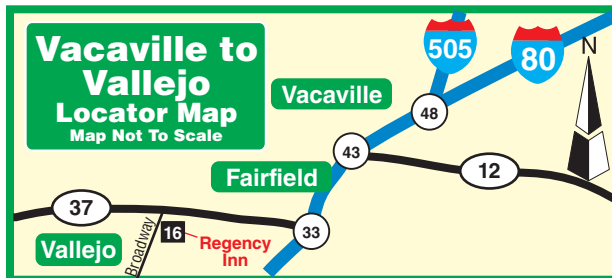 Vacaville to
Vallejo
Locator Map
Map Not To Scale
505
80
N
Vacaville
48
43
12
Fairfield
37
33
16
Regency
Inn
Vallejo
Broadway